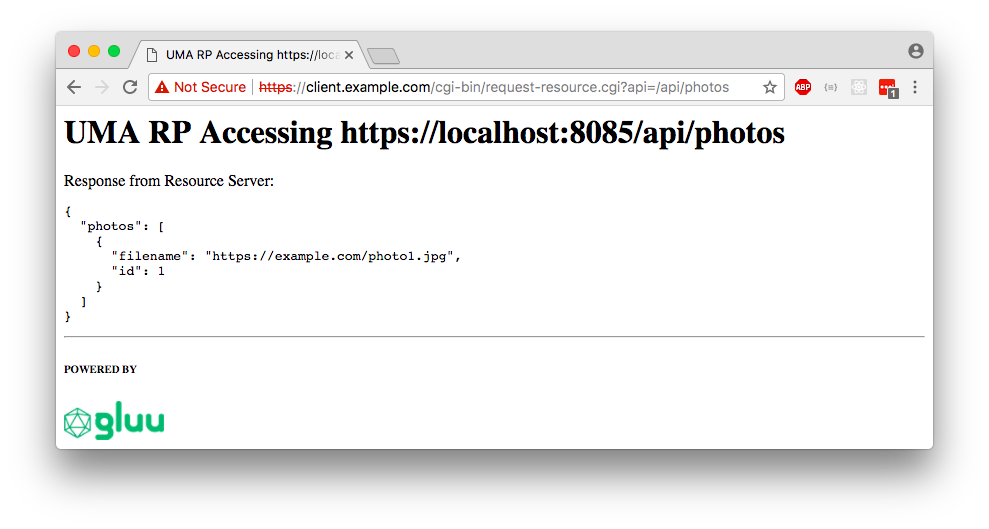 UMA RP Accessing https://loca
Not Secure https://client.example.com/cgi-bin/request-resource.cgi?api=/api/photos
ABP
{≡}
1
UMA RP Accessing https://localhost:8085/api/photos
Response from Resource Server:
{
"photos": [
{
"filename": "https://example.com/photo1.jpg",
"id": 1
}
]
}
POWERED BY
gluu